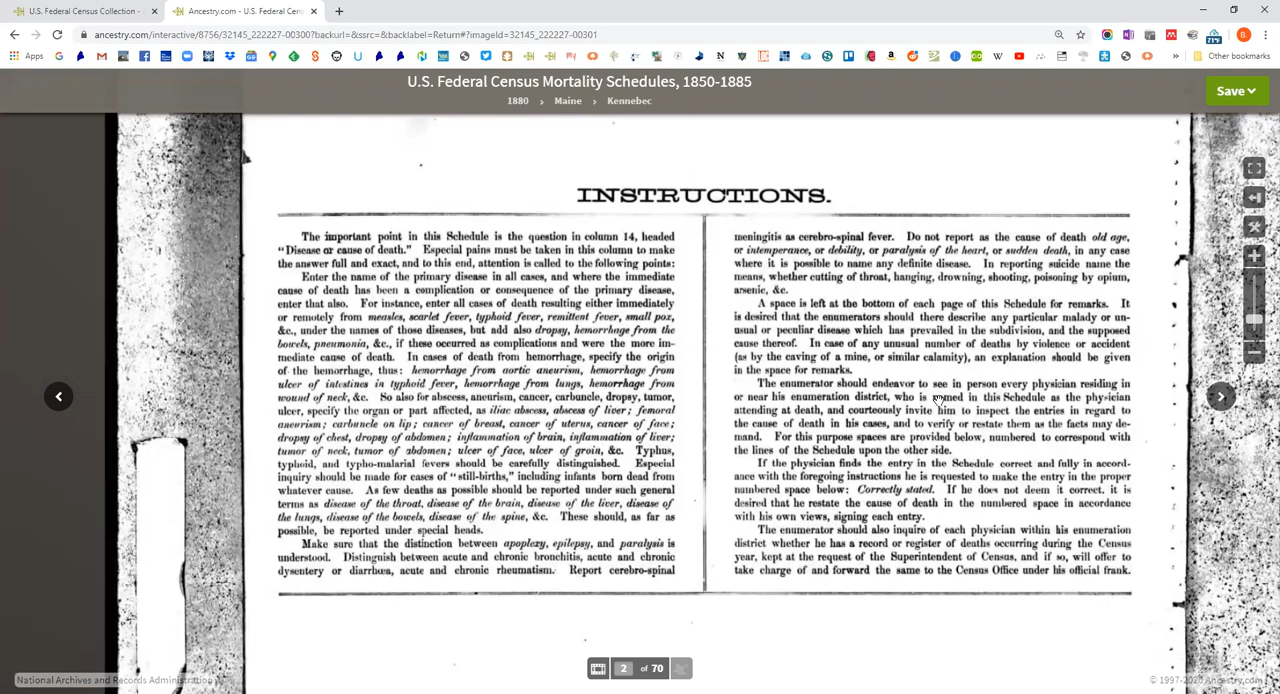 U.S. Federal Census Collection -
Ancestry.com - U.S. Federal Cens
ancestry.com/interactive/8756/32145_222227-00300?backurl=&ssrc=&backlabel=Return#?imageId=32145_222227-00301
Apps
Other bookmarks
U.S. Federal Census Mortality Schedules, 1850-1885
1880 › Maine › Kennebec
Save
INSTRUCTIONS.
The important point in this Schedule is the question in column 14, headed
"Disease or cause of death." Especial pains must be taken in this column to make
the answer full and exact, and to this end, attention is called to the following points:
Enter the name of the primary disease in all cases, and where the immediate
cause of death has been a complication or consequence of the primary disease,
enter that also. For instance, enter all cases of death resulting either immediately
or remotely from measles, scarlet fever, typhoid fever, remittent fever, small pox,
&c., under the names of those diseases, but add also dropsy, hemorrhage from the
bowels, pneumonia, &c., if these occurred as complications and were the more im-
mediate cause of death. In cases of death from hemorrhage, specify the origin
of the hemorrhage, thus: hemorrhage from aortic aneurism, hemorrhage from
ulcer of intestines in typhoid fever, hemorrhage from lungs, hemorrhage from
wound of neck, &c. So also for abscess, aneurism, cancer, carbuncle, dropsy, tumor,
ulcer, specify the organ or part affected, as iliac abscess, abscess of liver; femoral
aneurism; carbuncle on lip; cancer of breast, cancer of uterus, cancer of face;
dropsy of chest, dropsy of abdomen; inflammation of brain, inflammation of liver;
tumor of neck, tumor of abdomen; ulcer of face, ulcer of groin, &c. Typhus,
typhoid, and typho-malarial fevers should be carefully distinguished. Especial
inquiry should be made for cases of "still-births," including infants born dead from
whatever cause. As few deaths as possible should be reported under such general
terms as disease of the throat, disease of the brain, disease of the liver, disease of
the lungs, disease of the bowels, disease of the spine, &c. These should, as far as
possible, be reported under special heads.
Make sure that the distinction between apoplexy, epilepsy, and paralysis is
understood. Distinguish between acute and chronic bronchitis, acute and chronic
dysentery or diarrhœa, acute and chronic rheumatism. Report cerebro-spinal
meningitis as cerebro-spinal fever. Do not report as the cause of death old age,
or intemperance, or debility, or paralysis of the heart, or sudden death, in any case
where it is possible to name any definite disease. In reporting suicide name the
means, whether cutting of throat, hanging, drowning, shooting, poisoning by opium,
arsenic, &c.
A space is left at the bottom of each page of this Schedule for remarks. It
is desired that the enumerators should there describe any particular malady or un-
usual or peculiar disease which has prevailed in the subdivision, and the supposed
cause thereof. In case of any unusual number of deaths by violence or accident
(as by the caving of a mine, or similar calamity), an explanation should be given
in the space for remarks.
The enumerator should endeavor to see in person every physician residing in
or near his enumeration district, who is named in this Schedule as the physician
attending at death, and courteously invite him to inspect the entries in regard to
the cause of death in his cases, and to verify or restate them as the facts may de-
mand. For this purpose spaces are provided below, numbered to correspond with
the lines of the Schedule upon the other side.
If the physician finds the entry in the Schedule correct and fully in accord-
ance with the foregoing instructions he is requested to make the entry in the proper
numbered space below: Correctly stated. If he does not deem it correct, it is
desired that he restate the cause of death in the numbered space in accordance
with his own views, signing each entry.
The enumerator should also inquire of each physician within his enumeration
district whether he has a record or register of deaths occurring during the Census
year, kept at the request of the Superintendent of Census, and if so, will offer to
take charge of and forward the same to the Census Office under his official frank.
2 of 70
National Archives and Records Administration
© 1997-2020 Ancestry.com